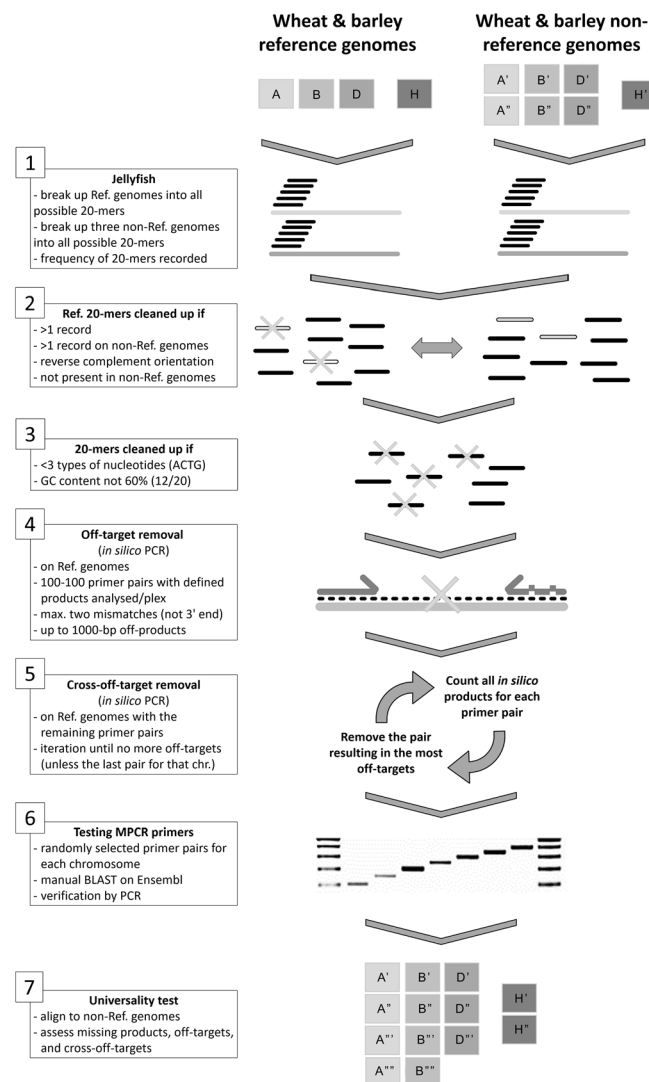 Wheat & barley
reference genomes
Wheat & barley non-
reference genomes
A B D H
A' B' D' H'
A" B" D"
1
Jellyfish
- break up Ref. genomes into all
possible 20-mers
- break up three non-Ref. genomes
into all possible 20-mers
- frequency of 20-mers recorded
2
Ref. 20-mers cleaned up if
- >1 record
- >1 record on non-Ref. genomes
- reverse complement orientation
- not present in non-Ref. genomes
3
20-mers cleaned up if
- <3 types of nucleotides (ACTG)
- GC content not 60% (12/20)
4
Off-target removal
(in silico PCR)
- on Ref. genomes
- 100-100 primer pairs with defined
products analysed/plex
- max. two mismatches (not 3' end)
- up to 1000-bp off-products
5
Cross-off-target removal
(in silico PCR)
- on Ref. genomes with the
remaining primer pairs
- iteration until no more off-targets
(unless the last pair for that chr.)
Count all in silico
products for each
primer pair
Remove the pair
resulting in the most
off-targets
6
Testing MPCR primers
- randomly selected primer pairs for
each chromosome
- manual BLAST on Ensembl
- verification by PCR
7
Universality test
- align to non-Ref. genomes
- assess missing products, off-targets,
and cross-off-targets
A' B' D'
H'
A" B" D"
H"
A"' B"' D"'
A"" B""